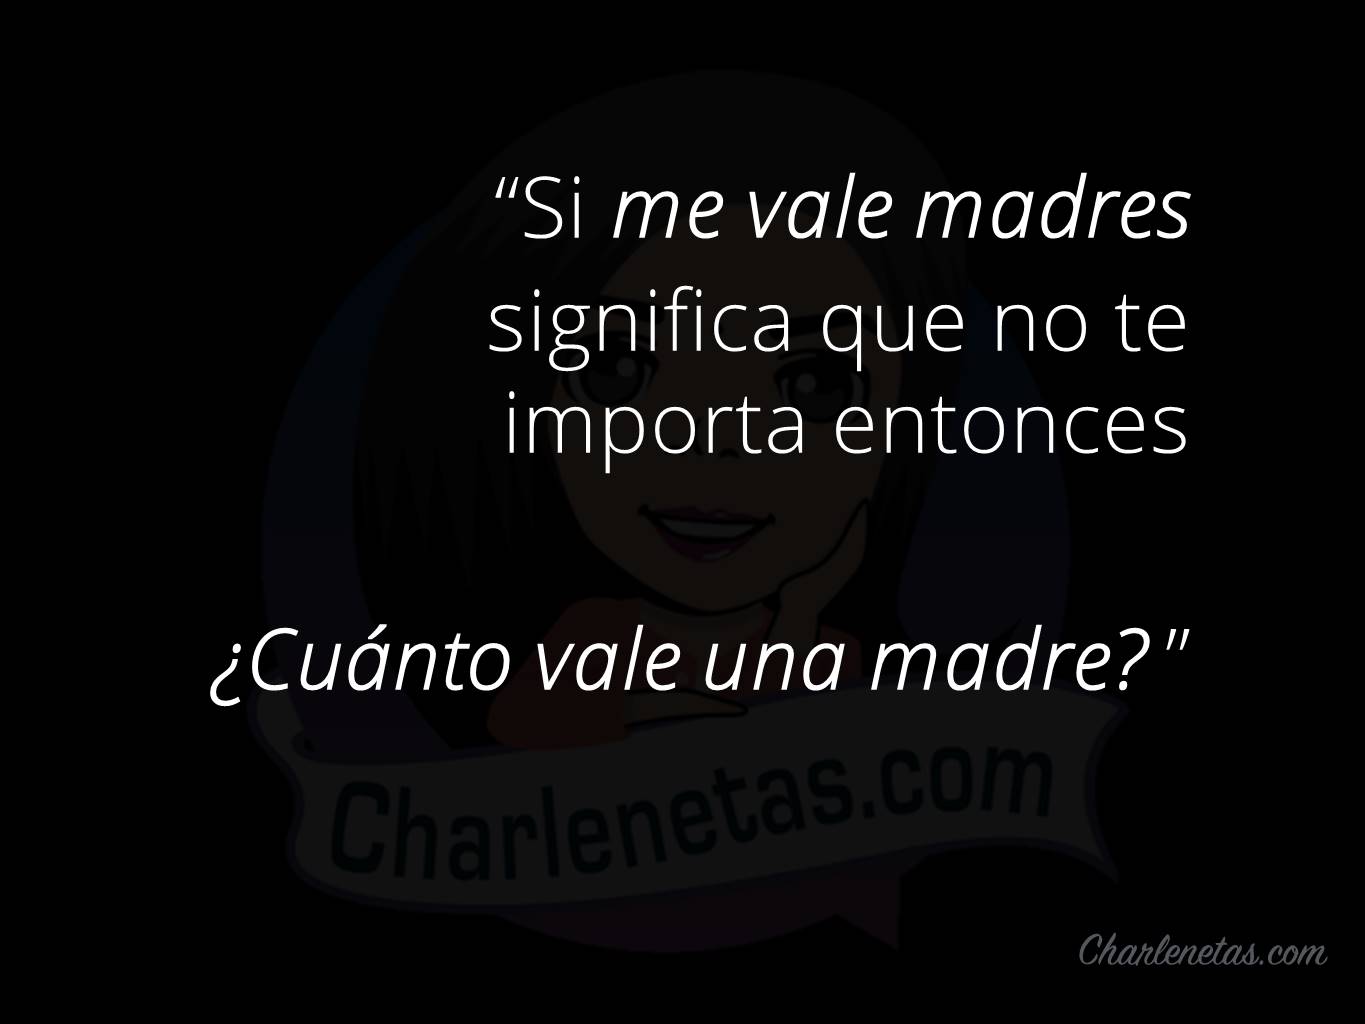 “Si me vale madres
significa que no te
importa entonces
¿Cuánto vale una madre? ”
Charlenetas.com
Charlenetas.com